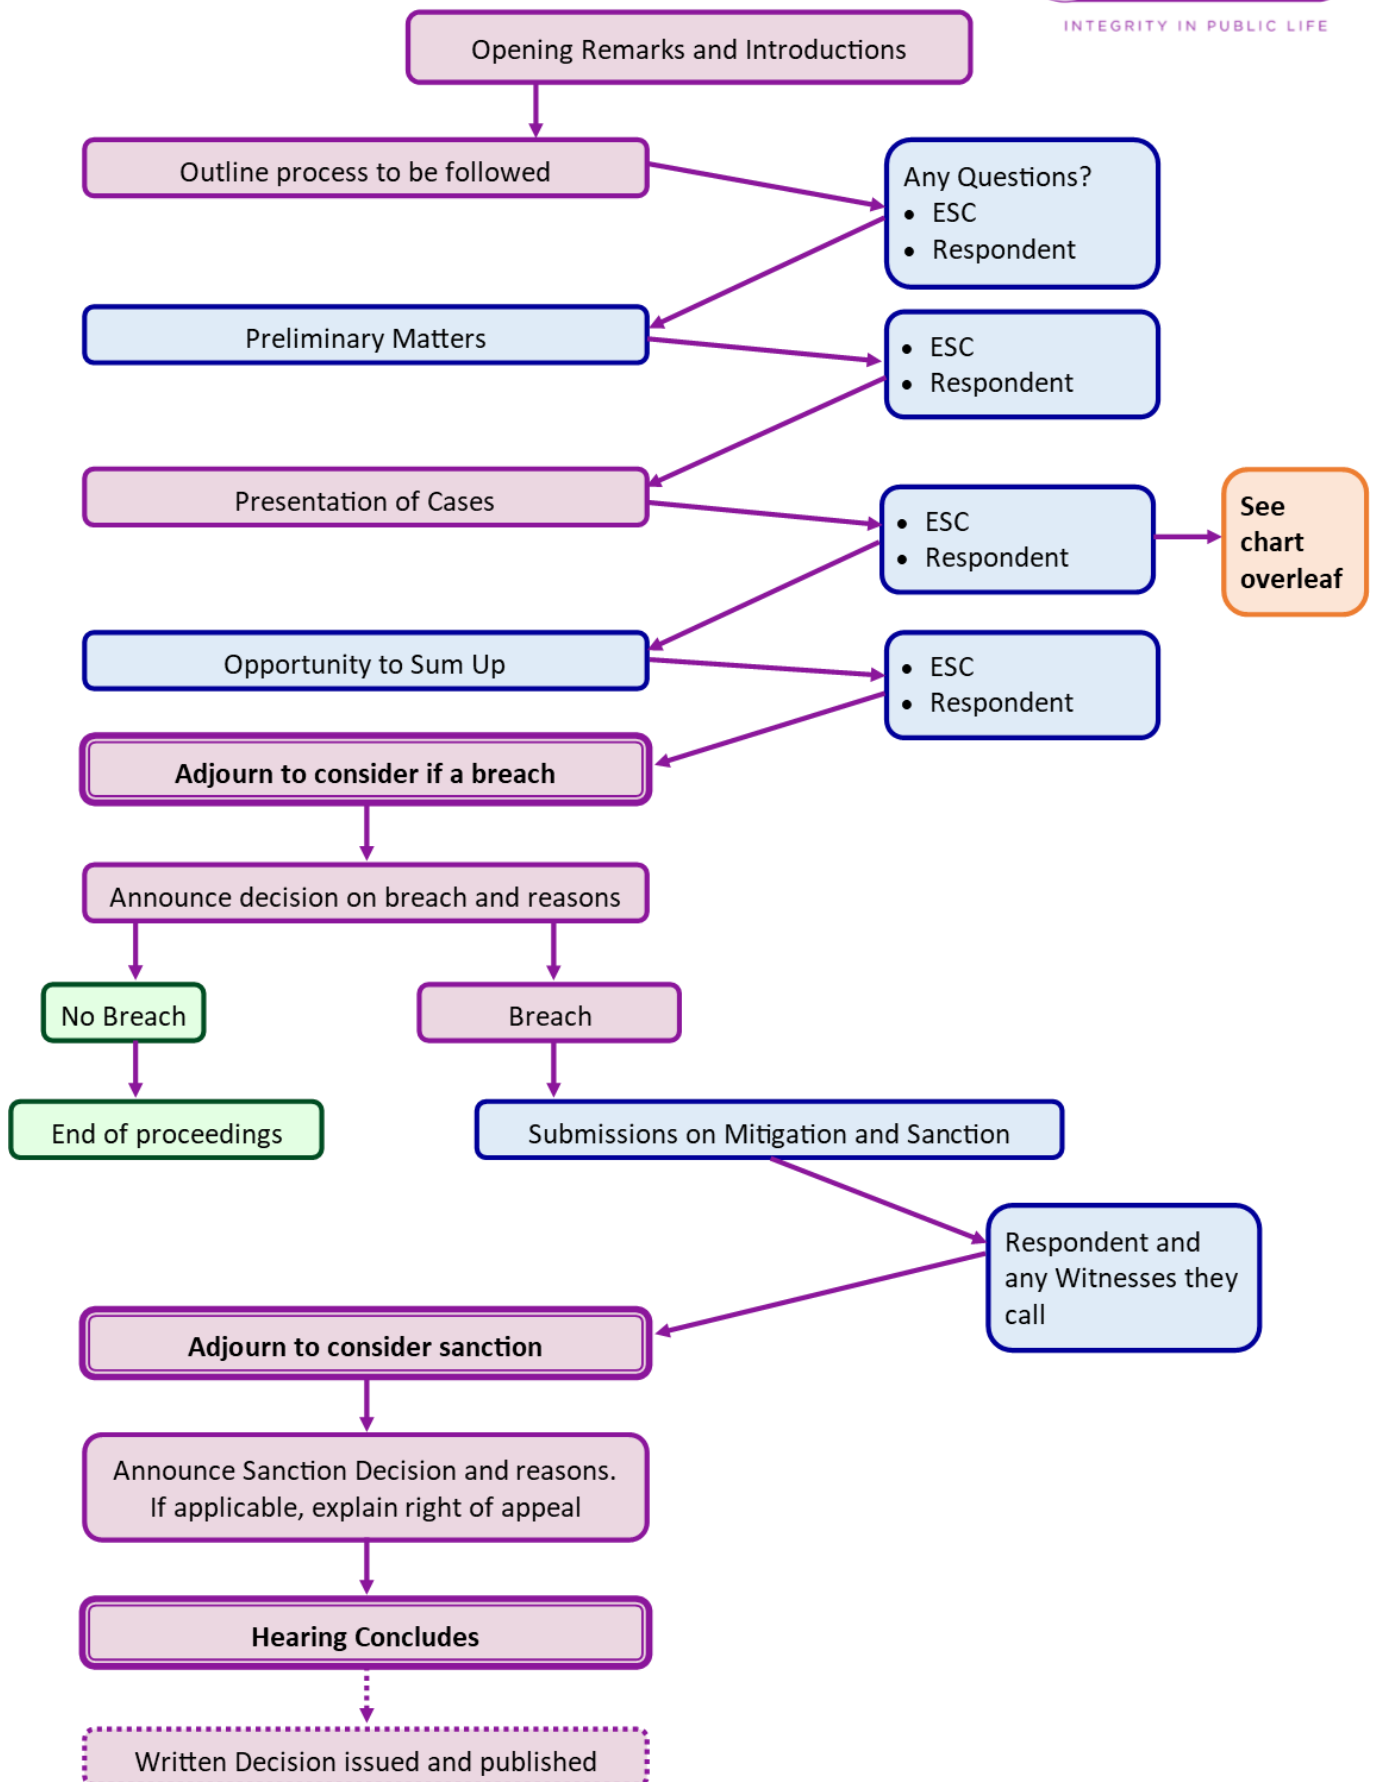 INTEGRITY IN PUBLIC LIFE
Opening Remarks and Introductions
Outline process to be followed
Any Questions?
• ESC
• Respondent
Preliminary Matters
• ESC
• Respondent
Presentation of Cases
• ESC
• Respondent
See
chart
overleaf
Opportunity to Sum Up
• ESC
• Respondent
Adjourn to consider if a breach
Announce decision on breach and reasons
No Breach
Breach
End of proceedings
Submissions on Mitigation and Sanction
Respondent and
any Witnesses they
call
Adjourn to consider sanction
Announce Sanction Decision and reasons.
If applicable, explain right of appeal
Hearing Concludes
Written Decision issued and published